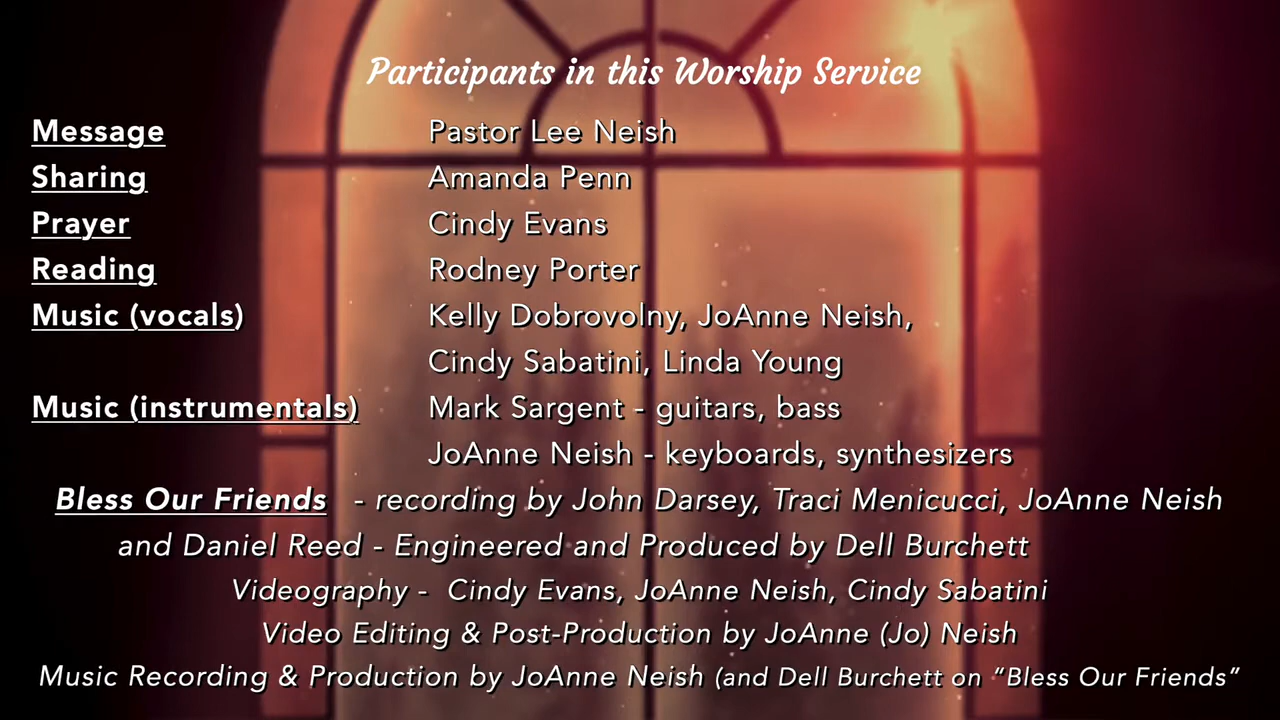 Participants in this Worship Service
Message Pastor Lee Neish
Sharing Amanda Penn
Prayer Cindy Evans
Reading Rodney Porter
Music (vocals) Kelly Dobrovolny, JoAnne Neish,
Cindy Sabatini, Linda Young
Music (instrumentals) Mark Sargent - guitars, bass
JoAnne Neish - keyboards, synthesizers
Bless Our Friends - recording by John Darsey, Traci Menicucci, JoAnne Neish
and Daniel Reed - Engineered and Produced by Dell Burchett
Videography - Cindy Evans, JoAnne Neish, Cindy Sabatini
Video Editing & Post-Production by JoAnne (Jo) Neish
Music Recording & Production by JoAnne Neish (and Dell Burchett on “Bless Our Friends”